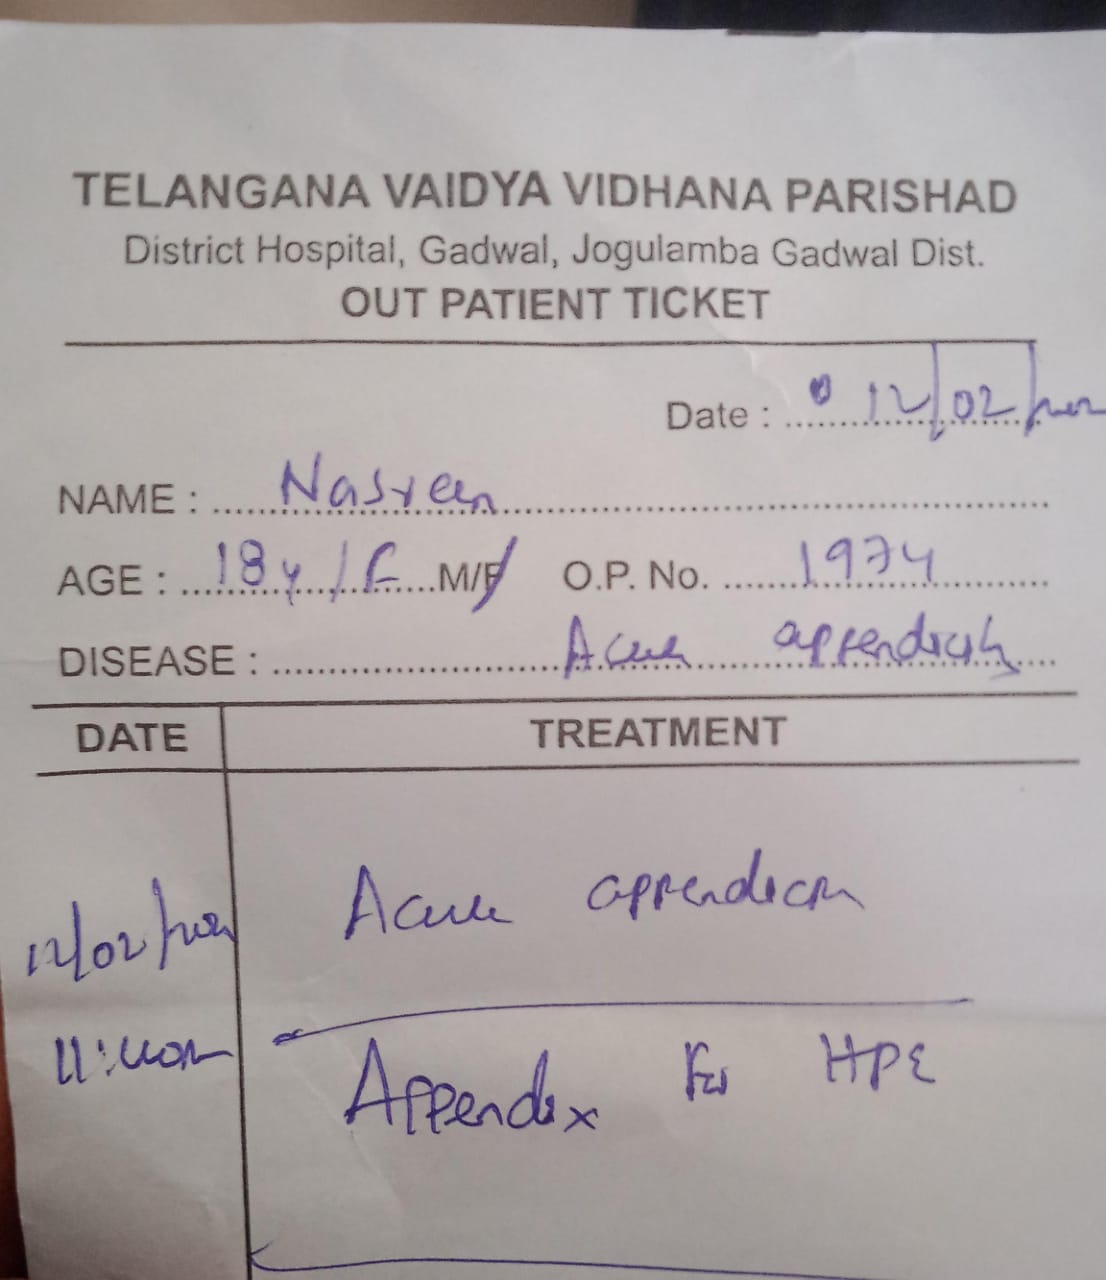 TELANGANA VAIDYA VIDHANA PARISHAD
District Hospital, Gadwal, Jogulamba Gadwal Dist.
OUT PATIENT TICKET
Date : 12/02/
NAME : Nasreen
AGE : 18y / F M/F O.P. No. 1974
DISEASE : Acute appendicitis
DATE TREATMENT
12/02/ Acute appendicitis
11:40am
Appendix For HPE